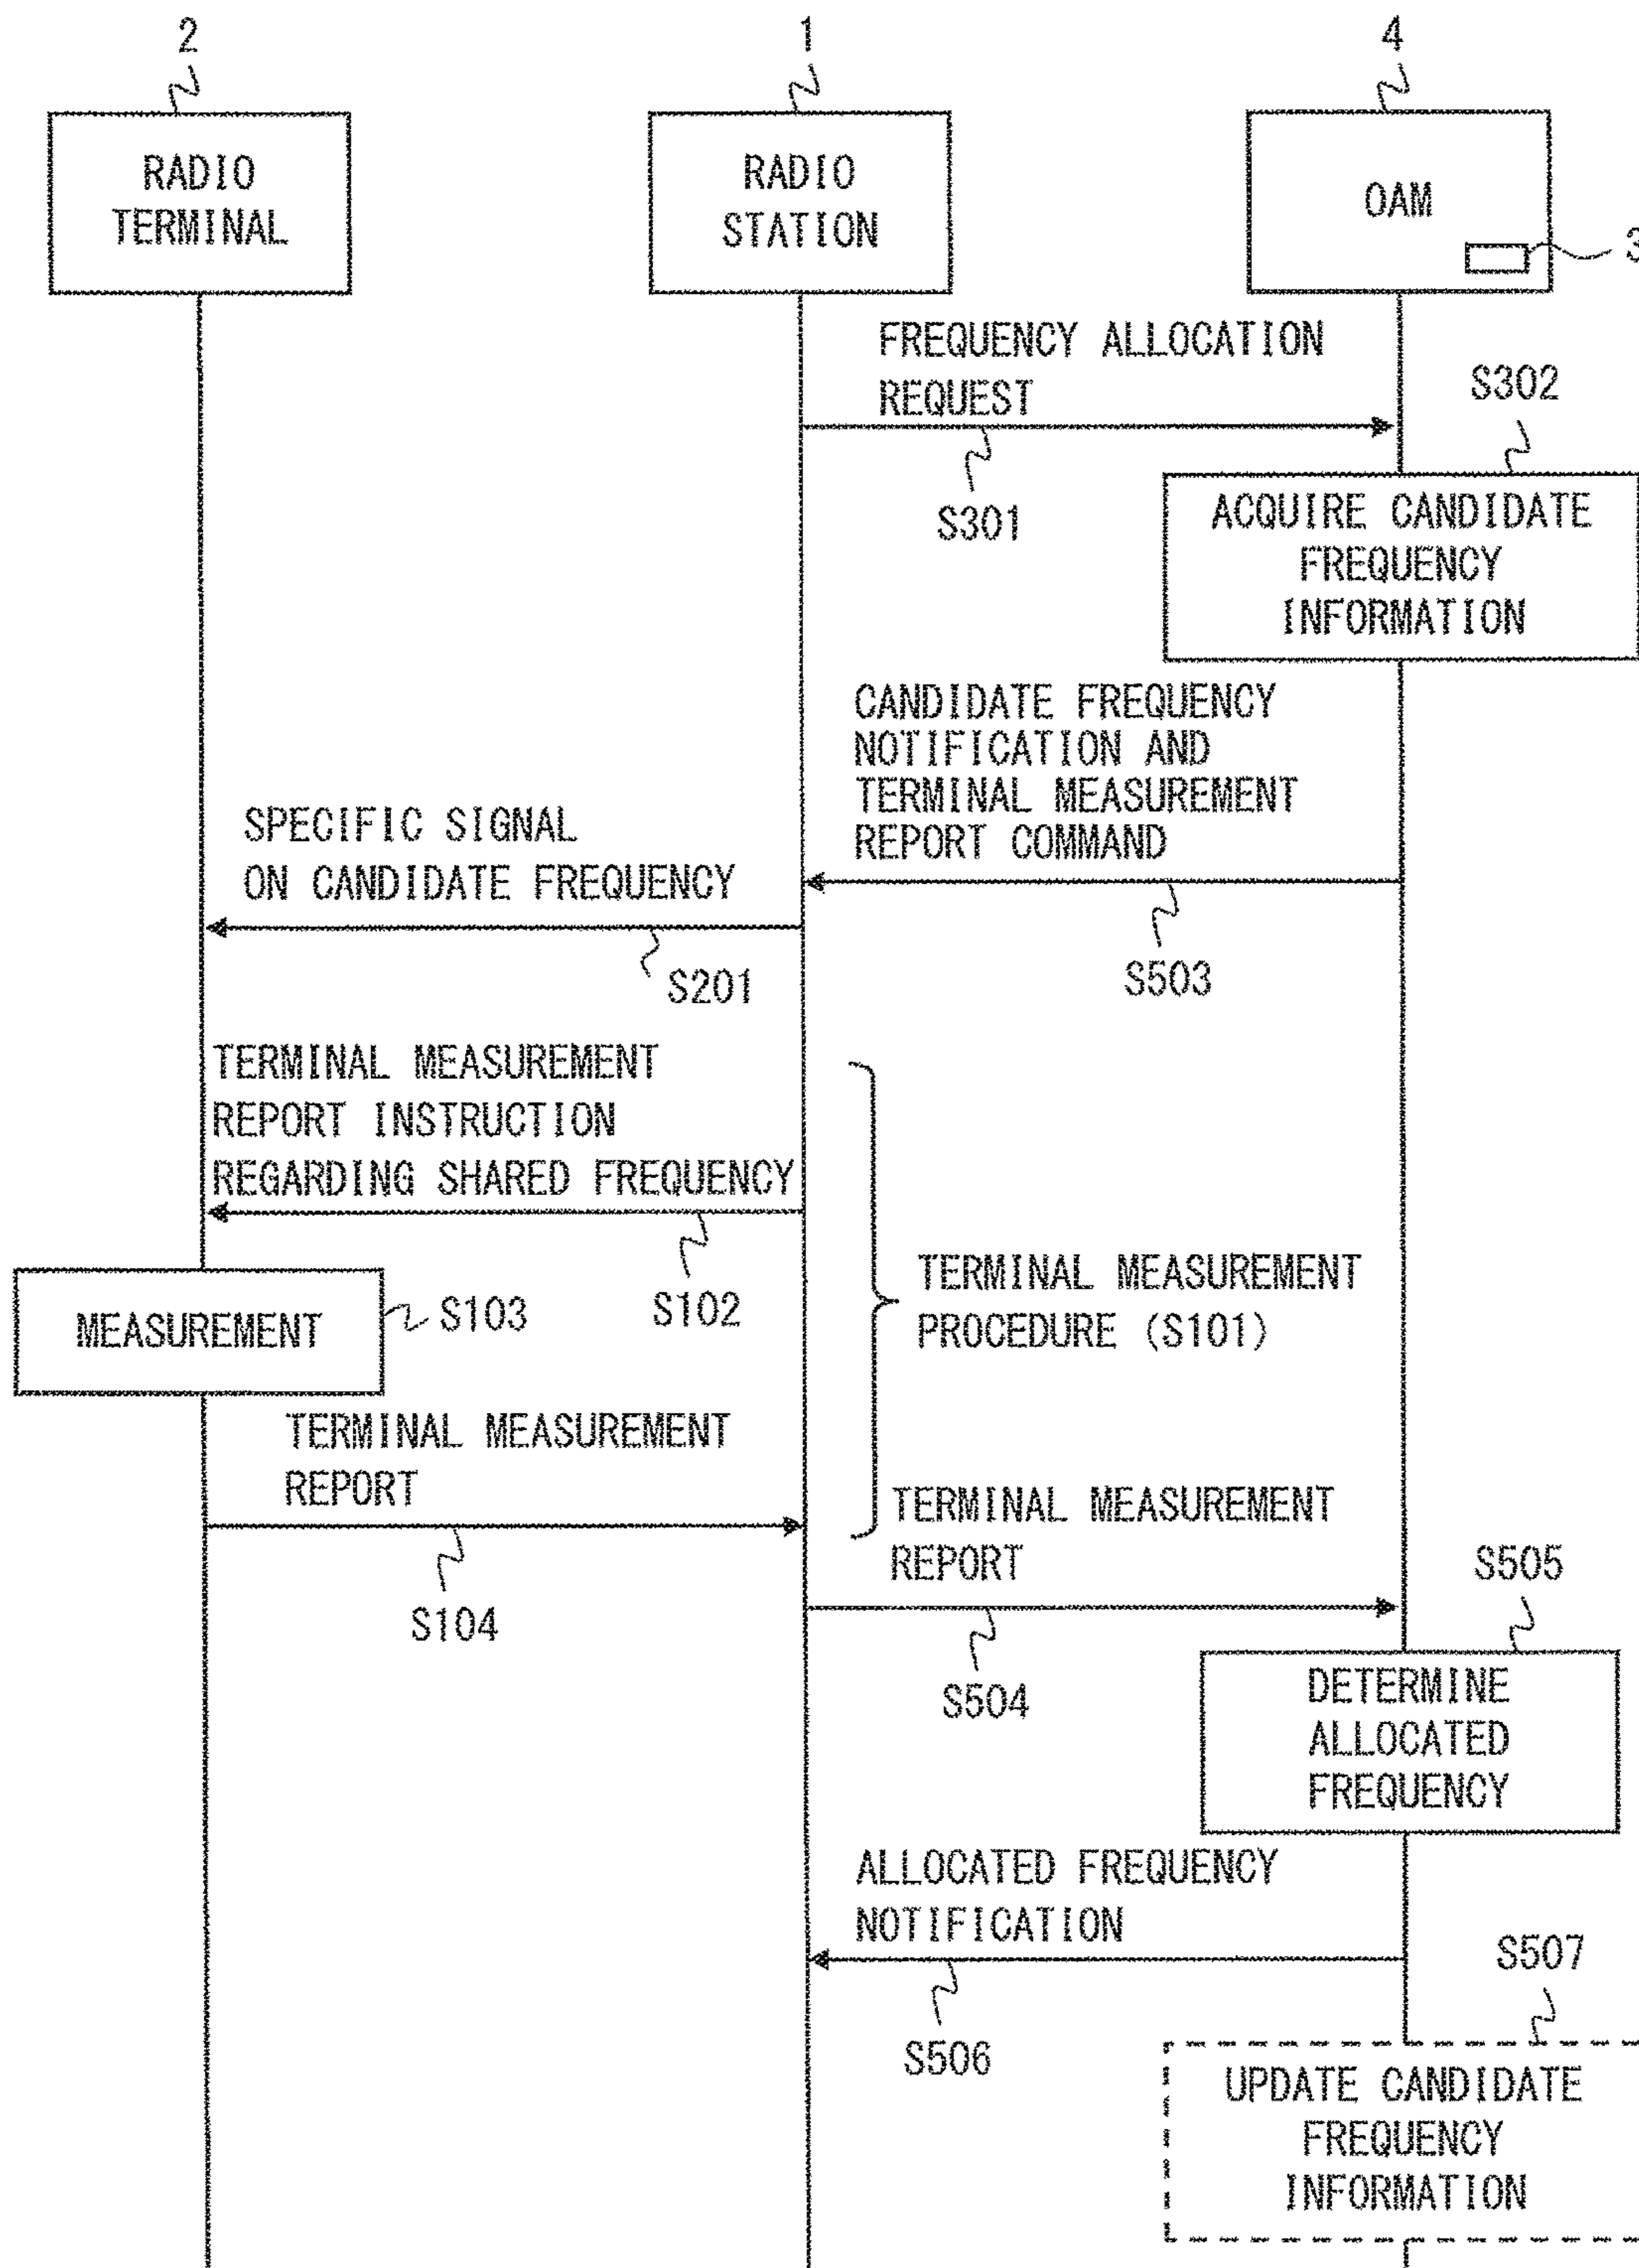 2
1
4
RADIO
TERMINAL
RADIO
STATION
OAM
3
FREQUENCY ALLOCATION
REQUEST
S301
S302
ACQUIRE CANDIDATE
FREQUENCY
INFORMATION
CANDIDATE FREQUENCY
NOTIFICATION AND
TERMINAL MEASUREMENT
REPORT COMMAND
S503
SPECIFIC SIGNAL
ON CANDIDATE FREQUENCY
S201
TERMINAL MEASUREMENT
REPORT INSTRUCTION
REGARDING SHARED FREQUENCY
S102
MEASUREMENT
S103
TERMINAL MEASUREMENT
PROCEDURE (S101)
TERMINAL MEASUREMENT
REPORT
S104
TERMINAL MEASUREMENT
REPORT
S504
S505
DETERMINE
ALLOCATED
FREQUENCY
ALLOCATED FREQUENCY
NOTIFICATION
S506
S507
UPDATE CANDIDATE
FREQUENCY
INFORMATION